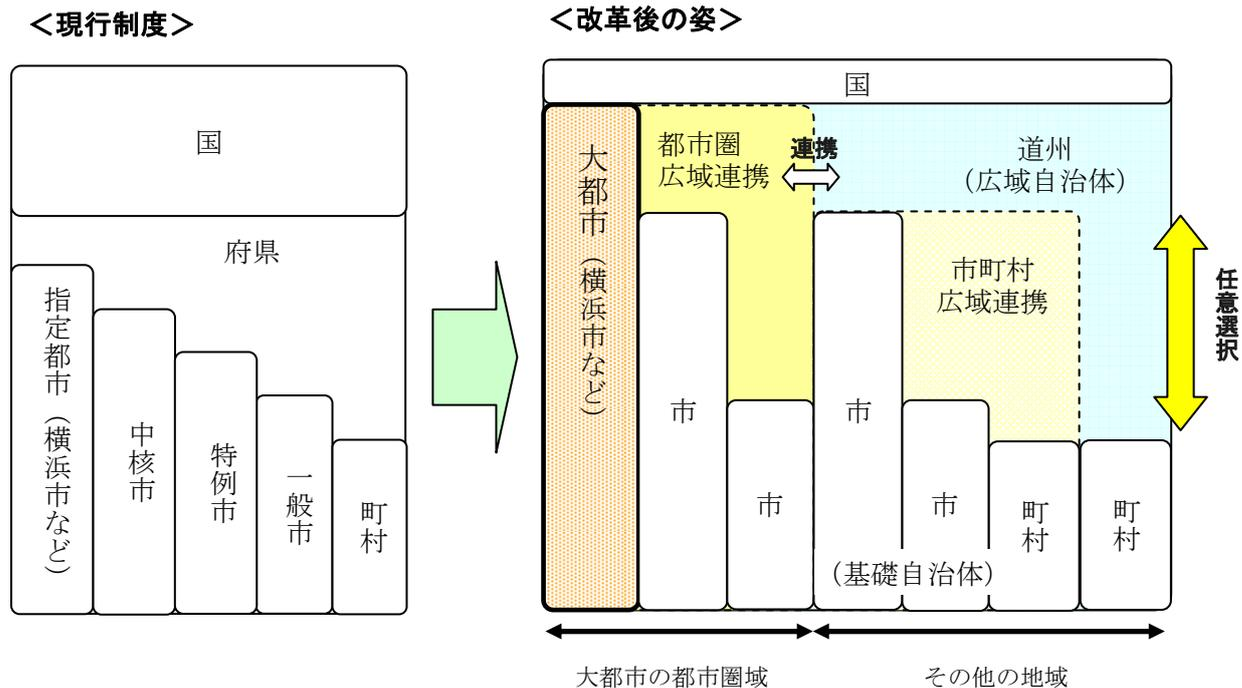 ＜現行制度＞
国
府県
指定都市（横浜市など）
中核市
特例市
一般市
町村
＜改革後の姿＞
国
大都市（横浜市など）
都市圏
広域連携
連携
道州
（広域自治体）
市
市
市
市町村
広域連携
市
町村
町村
（基礎自治体）
任意選択
大都市の都市圏域
その他の地域